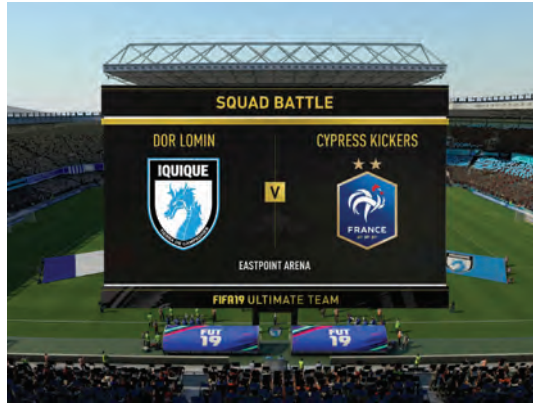 SQUAD BATTLE
DOR LOMIN
CYPRESS KICKERS
IQUIQUE
V
FRANCE
EASTPOINT ARENA
FIFA19 ULTIMATE TEAM
FUT
19
FUT
19